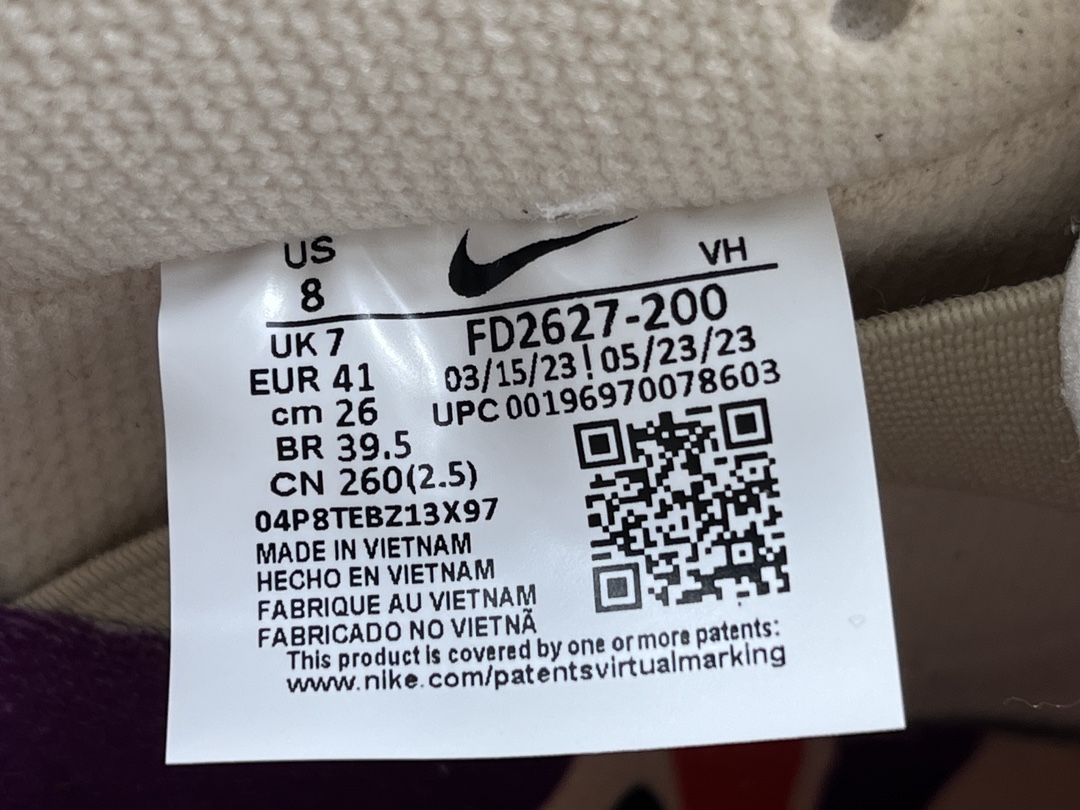 US
8
VH
UK 7
FD2627-200
EUR 41
03/15/23 ! 05/23/23
cm 26
UPC 00196970078603
BR 39.5
CN 260(2.5)
04P8TEBZ13X97
MADE IN VIETNAM
HECHO EN VIETNAM
FABRIQUE AU VIETNAM
FABRICADO NO VIETNÃ
This product is covered by one or more patents:
www.nike.com/patentsvirtualmarking